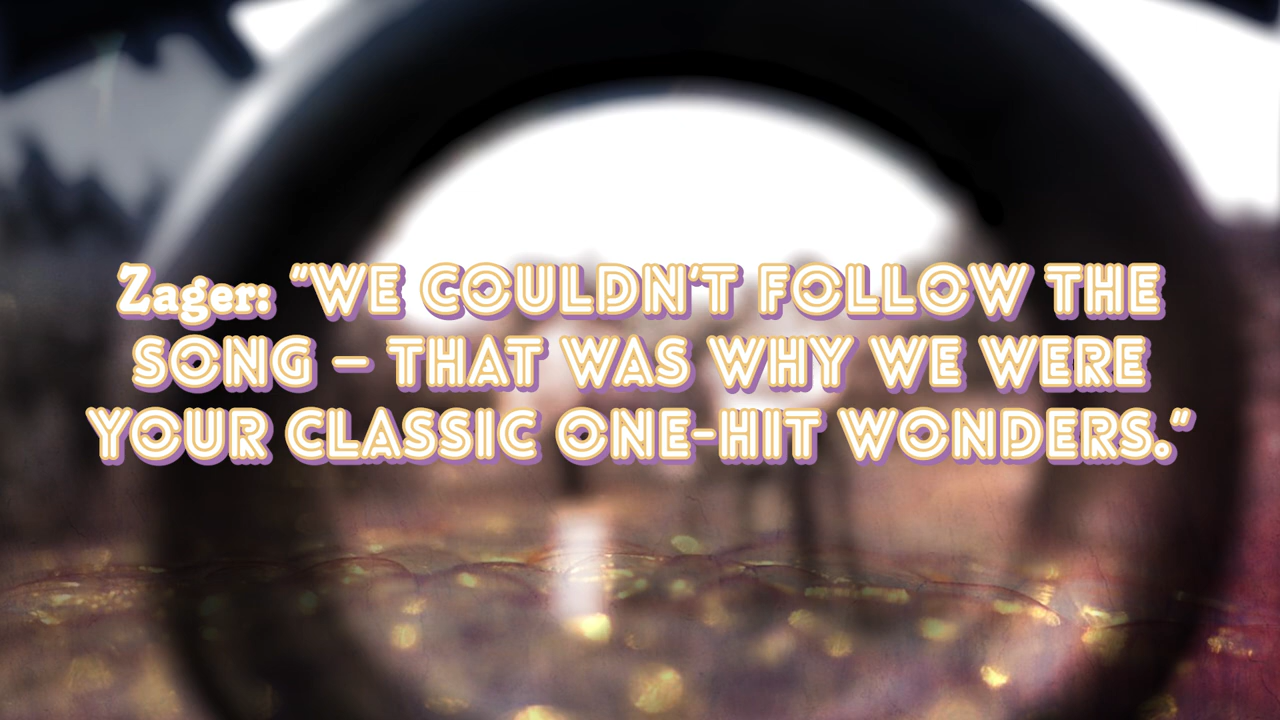 Zager: "WE COULDN'T FOLLOW THE
SONG – THAT WAS WHY WE WERE
YOUR CLASSIC ONE-HIT WONDERS."